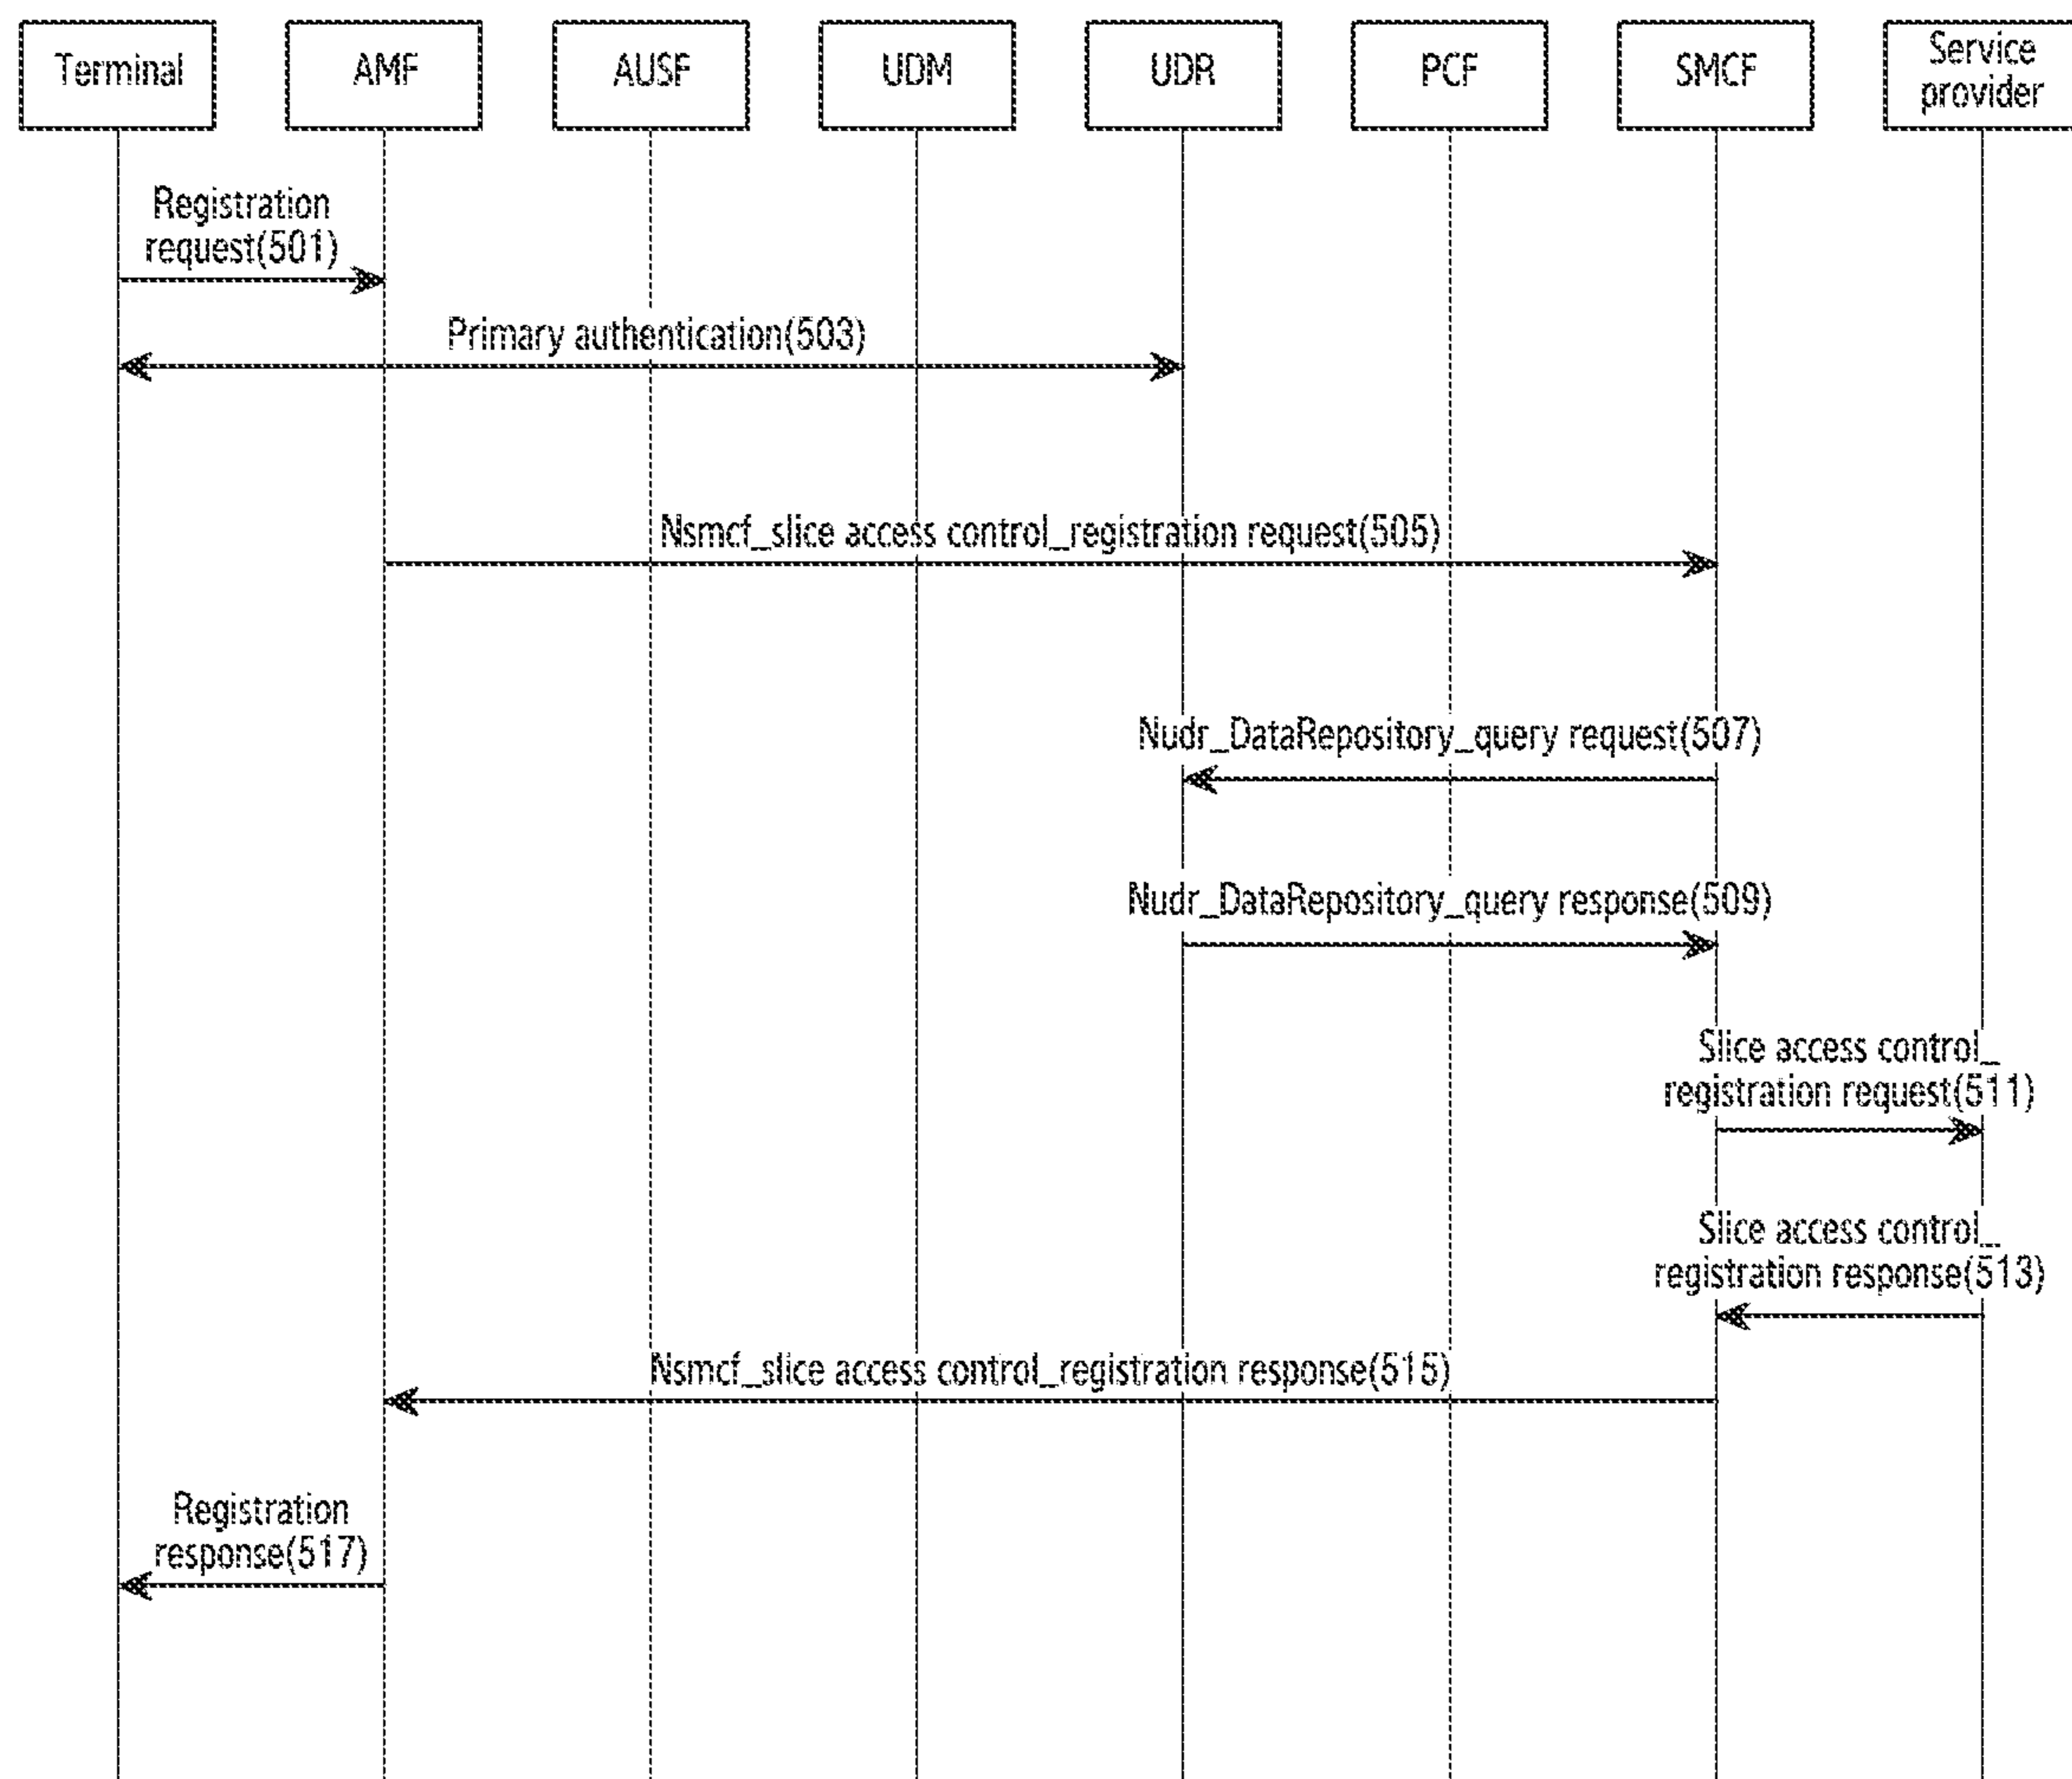 Terminal
AMF
AUSF
UDM
UDR
PCF
SMCF
Service
provider
Registration
request(501)
Primary authentication(503)
Nsmcf_slice access control_registration request(505)
Nudr_DataRepository_query request(507)
Nudr_DataRepository_query response(509)
Slice access control_
registration request(511)
Slice access control_
registration response(513)
Nsmcf_slice access control_registration response(515)
Registration
response(517)